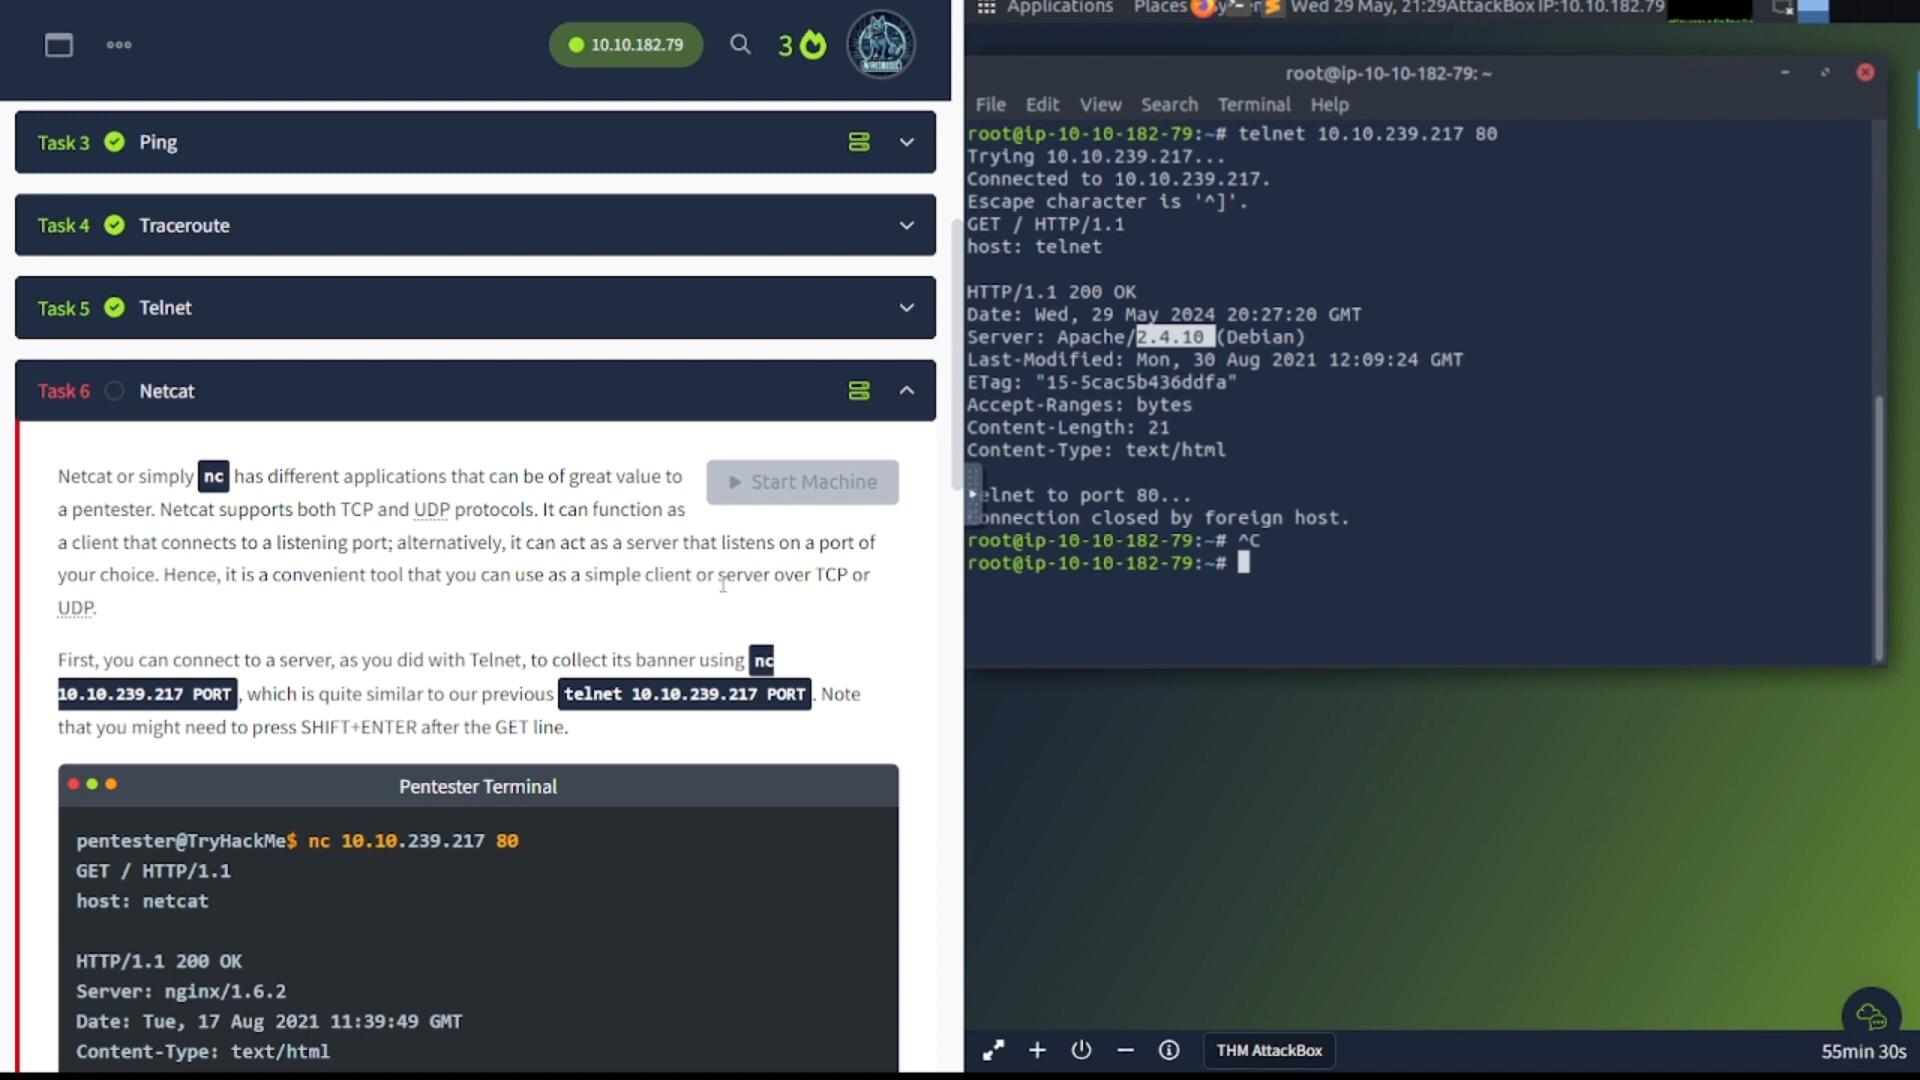 10.10.182.79
3
Task 3 Ping
Task 4 Traceroute
Task 5 Telnet
Task 6 Netcat
Netcat or simply nc has different applications that can be of great value to
Start Machine
a pentester. Netcat supports both TCP and UDP protocols. It can function as
a client that connects to a listening port; alternatively, it can act as a server that listens on a port of
your choice. Hence, it is a convenient tool that you can use as a simple client or server over TCP or
UDP.
First, you can connect to a server, as you did with Telnet, to collect its banner using nc
10.10.239.217 PORT, which is quite similar to our previous telnet 10.10.239.217 PORT. Note
that you might need to press SHIFT+ENTER after the GET line.
Pentester Terminal
pentester@TryHackMe$ nc 10.10.239.217 80
GET / HTTP/1.1
host: netcat
HTTP/1.1 200 OK
Server: nginx/1.6.2
Date: Tue, 17 Aug 2021 11:39:49 GMT
Content-Type: text/html
Applications Places Wed 29 May, 21:29 AttackBox IP:10.10.182.79
root@ip-10-10-182-79: ~
File Edit View Search Terminal Help
root@ip-10-10-182-79:~# telnet 10.10.239.217 80
Trying 10.10.239.217...
Connected to 10.10.239.217.
Escape character is '^]'.
GET / HTTP/1.1
host: telnet
HTTP/1.1 200 OK
Date: Wed, 29 May 2024 20:27:20 GMT
Server: Apache/2.4.10 (Debian)
Last-Modified: Mon, 30 Aug 2021 12:09:24 GMT
ETag: "15-5cac5b436ddfa"
Accept-Ranges: bytes
Content-Length: 21
Content-Type: text/html
elnet to port 80...
onnection closed by foreign host.
root@ip-10-10-182-79:~# ^C
root@ip-10-10-182-79:~#
THM AttackBox
55min 30s